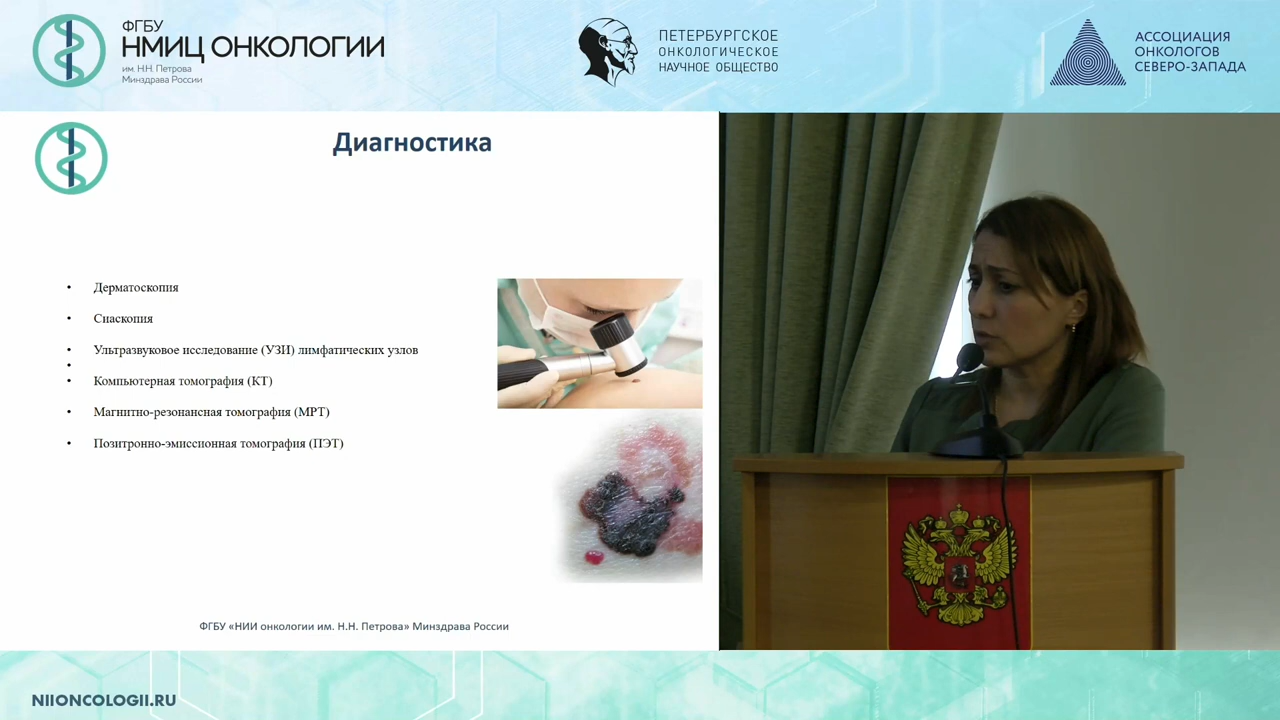 ФГБУ
НМИЦ ОНКОЛОГИИ
им. Н.Н. Петрова
Минздрава России
ПЕТЕРБУРГСКОЕ
ОНКОЛОГИЧЕСКОЕ
НАУЧНОЕ ОБЩЕСТВО
АССОЦИАЦИЯ
ОНКОЛОГОВ
СЕВЕРО-ЗАПАДА
Диагностика
• Дерматоскопия
• Сиаскопия
• Ультразвуковое исследование (УЗИ) лимфатических узлов
•
• Компьютерная томография (КТ)
• Магнитно-резонансная томография (МРТ)
• Позитронно-эмиссионная томография (ПЭТ)
ФГБУ «НИИ онкологии им. Н.Н. Петрова» Минздрава России
NIIONCOLOGII.RU